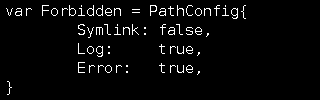 var Forbidden = PathConfig{
        Symlink: false,
        Log:     true,
        Error:   true,
}